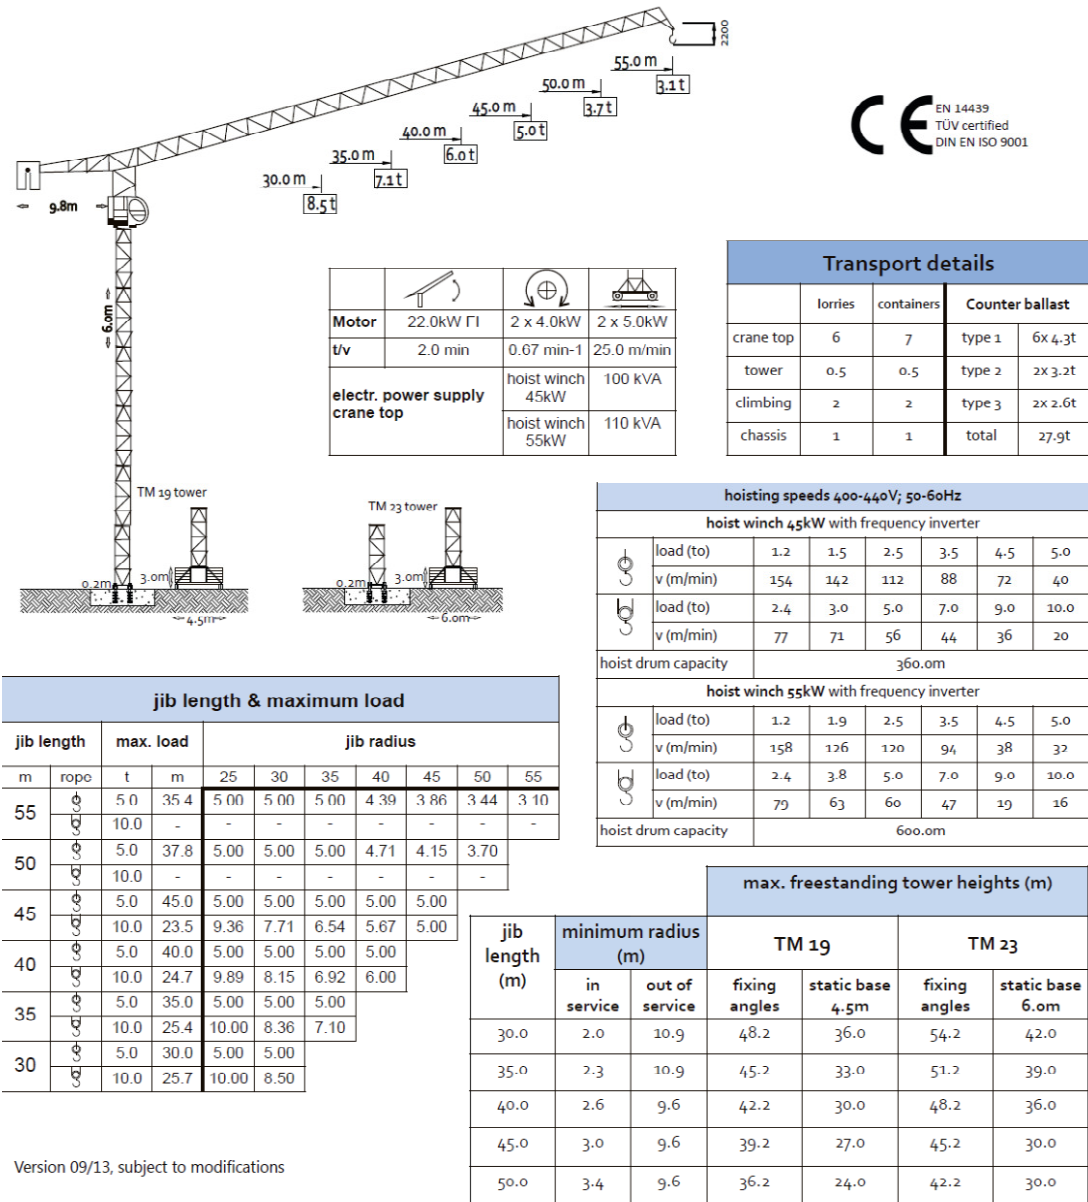 2200
55.0 m
3.1 t
50.0 m
3.7 t
45.0 m
5.0 t
40.0 m
6.0 t
35.0 m
7.1 t
30.0 m
8.5 t
9.8m
6.0m
CE
EN 14439
TÜV certified
DIN EN ISO 9001
Motor 22.0kW FI 2 x 4.0kW 2 x 5.0kW
t/v 2.0 min 0.67 min-1 25.0 m/min
electr. power supply crane top
hoist winch 45kW 100 kVA
hoist winch 55kW 110 kVA
Transport details
lorries containers Counter ballast
crane top 6 7 type 1 6x 4.3t
tower 0.5 0.5 type 2 2x 3.2t
climbing 2 2 type 3 2x 2.6t
chassis 1 1 total 27.9t
TM 19 tower
0.2m 3.0m
4.5m
TM 23 tower
0.2m 3.0m
6.0m
hoisting speeds 400-440V; 50-60Hz
hoist winch 45kW with frequency inverter
load (to) 1.2 1.5 2.5 3.5 4.5 5.0
v (m/min) 154 142 112 88 72 40
load (to) 2.4 3.0 5.0 7.0 9.0 10.0
v (m/min) 77 71 56 44 36 20
hoist drum capacity 360.0m
hoist winch 55kW with frequency inverter
load (to) 1.2 1.9 2.5 3.5 4.5 5.0
v (m/min) 158 126 120 94 38 32
load (to) 2.4 3.8 5.0 7.0 9.0 10.0
v (m/min) 79 63 60 47 19 16
hoist drum capacity 600.0m
jib length & maximum load
jib length max. load jib radius
m rope t m 25 30 35 40 45 50 55
55 5.0 35.4 5.00 5.00 5.00 4.39 3.86 3.44 3.10
10.0 - - - - - - - -
50 5.0 37.8 5.00 5.00 5.00 4.71 4.15 3.70
10.0 - - - - - - -
45 5.0 45.0 5.00 5.00 5.00 5.00 5.00
10.0 23.5 9.36 7.71 6.54 5.67 5.00
40 5.0 40.0 5.00 5.00 5.00 5.00
10.0 24.7 9.89 8.15 6.92 6.00
35 5.0 35.0 5.00 5.00 5.00
10.0 25.4 10.00 8.36 7.10
30 5.0 30.0 5.00 5.00
10.0 25.7 10.00 8.50
max. freestanding tower heights (m)
jib length (m) minimum radius (m) TM 19 TM 23
in service out of service fixing angles static base 4.5m fixing angles static base 6.0m
30.0 2.0 10.9 48.2 36.0 54.2 42.0
35.0 2.3 10.9 45.2 33.0 51.2 39.0
40.0 2.6 9.6 42.2 30.0 48.2 36.0
45.0 3.0 9.6 39.2 27.0 45.2 30.0
50.0 3.4 9.6 36.2 24.0 42.2 30.0
Version 09/13, subject to modifications